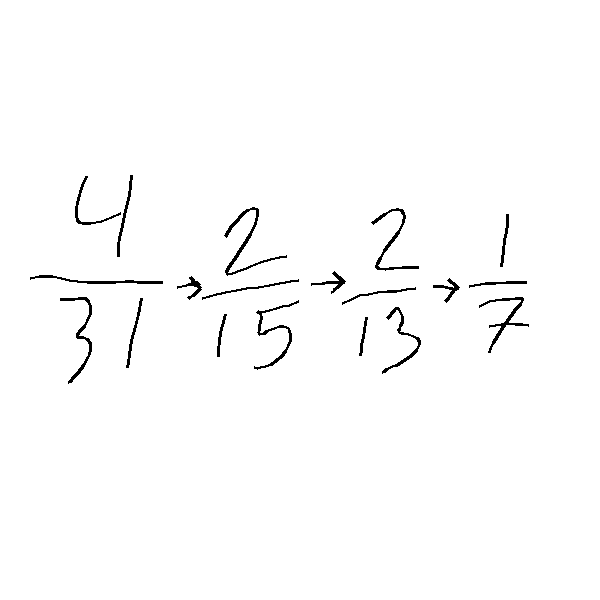 4/31 → 2/15 → 2/13 → 1/7